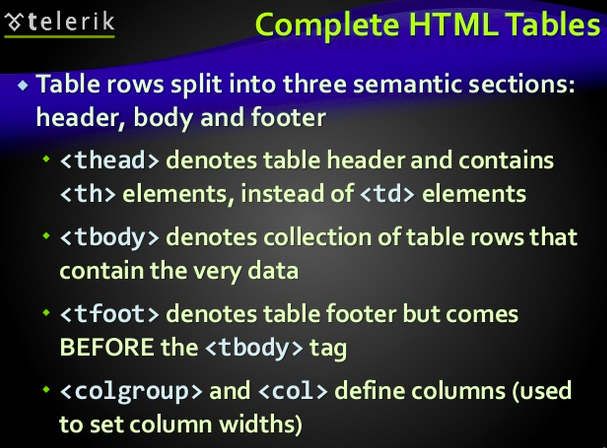 telerik
Complete HTML Tables
Table rows split into three semantic sections:
header, body and footer
<thead> denotes table header and contains
<th> elements, instead of <td> elements
<tbody> denotes collection of table rows that
contain the very data
<tfoot> denotes table footer but comes
BEFORE the <tbody> tag
<colgroup> and <col> define columns (used
to set column widths)